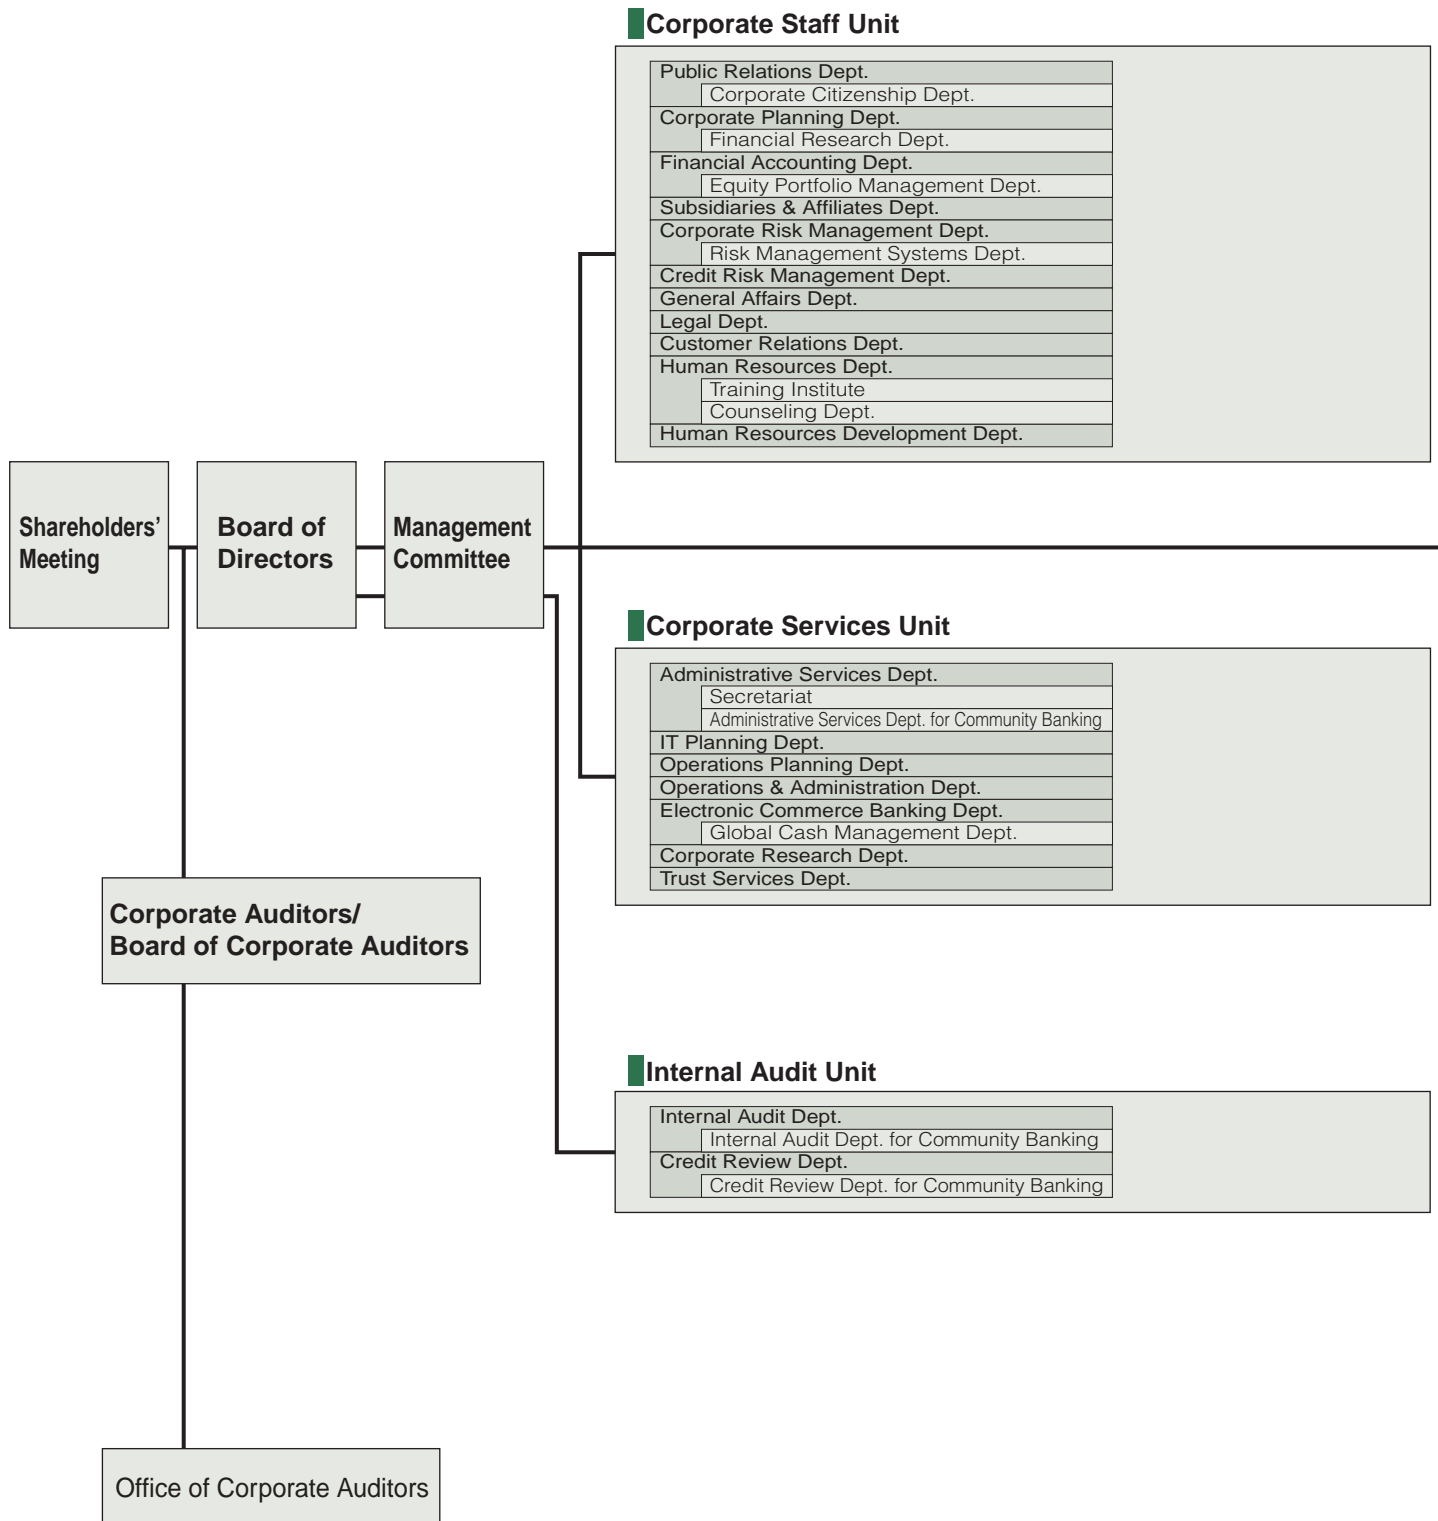 Corporate Staff Unit
Public Relations Dept.
Corporate Citizenship Dept.
Corporate Planning Dept.
Financial Research Dept.
Financial Accounting Dept.
Equity Portfolio Management Dept.
Subsidiaries & Affiliates Dept.
Corporate Risk Management Dept.
Risk Management Systems Dept.
Credit Risk Management Dept.
General Affairs Dept.
Legal Dept.
Customer Relations Dept.
Human Resources Dept.
Training Institute
Counseling Dept.
Human Resources Development Dept.
Shareholders’
Meeting
Board of
Directors
Management
Committee
Corporate Services Unit
Administrative Services Dept.
Secretariat
Administrative Services Dept. for Community Banking
IT Planning Dept.
Operations Planning Dept.
Operations & Administration Dept.
Electronic Commerce Banking Dept.
Global Cash Management Dept.
Corporate Research Dept.
Trust Services Dept.
Corporate Auditors/
Board of Corporate Auditors
Internal Audit Unit
Internal Audit Dept.
Internal Audit Dept. for Community Banking
Credit Review Dept.
Credit Review Dept. for Community Banking
Office of Corporate Auditors